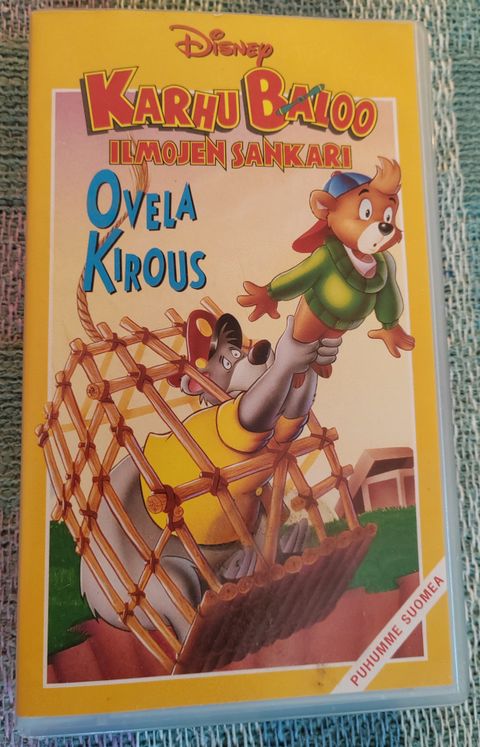 Disney
KARHU BALOO
ILMOJEN SANKARI
OVELA
KIROUS
PUHUMME SUOMEA